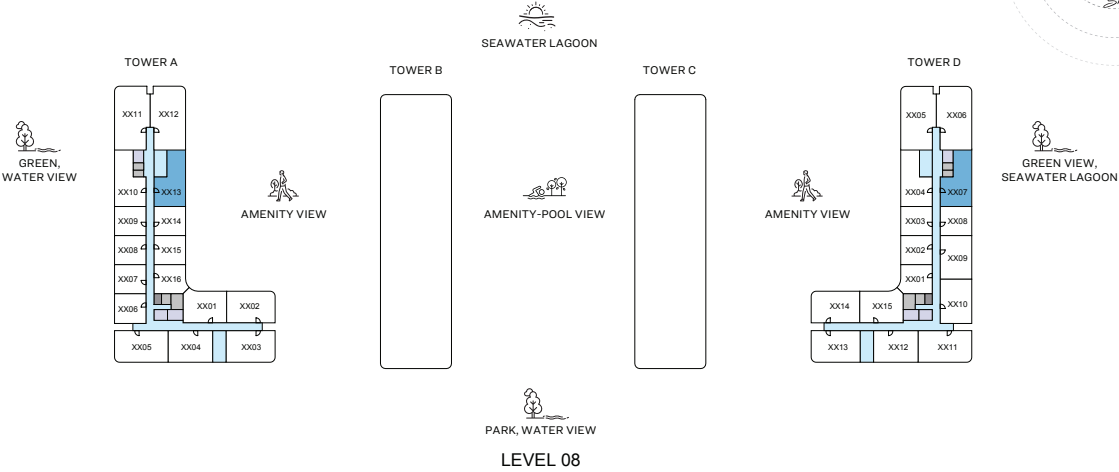 SEAWATER LAGOON
TOWER A
TOWER B
TOWER C
TOWER D
XX11
XX12
XX10
XX13
XX09
XX14
XX08
XX15
XX07
XX16
XX06
XX01
XX02
XX05
XX04
XX03
GREEN,
WATER VIEW
AMENITY VIEW
AMENITY-POOL VIEW
AMENITY VIEW
XX05
XX06
XX04
XX07
XX03
XX08
XX02
XX09
XX01
XX14
XX15
XX10
XX13
XX12
XX11
GREEN VIEW,
SEAWATER LAGOON
PARK, WATER VIEW
LEVEL 08